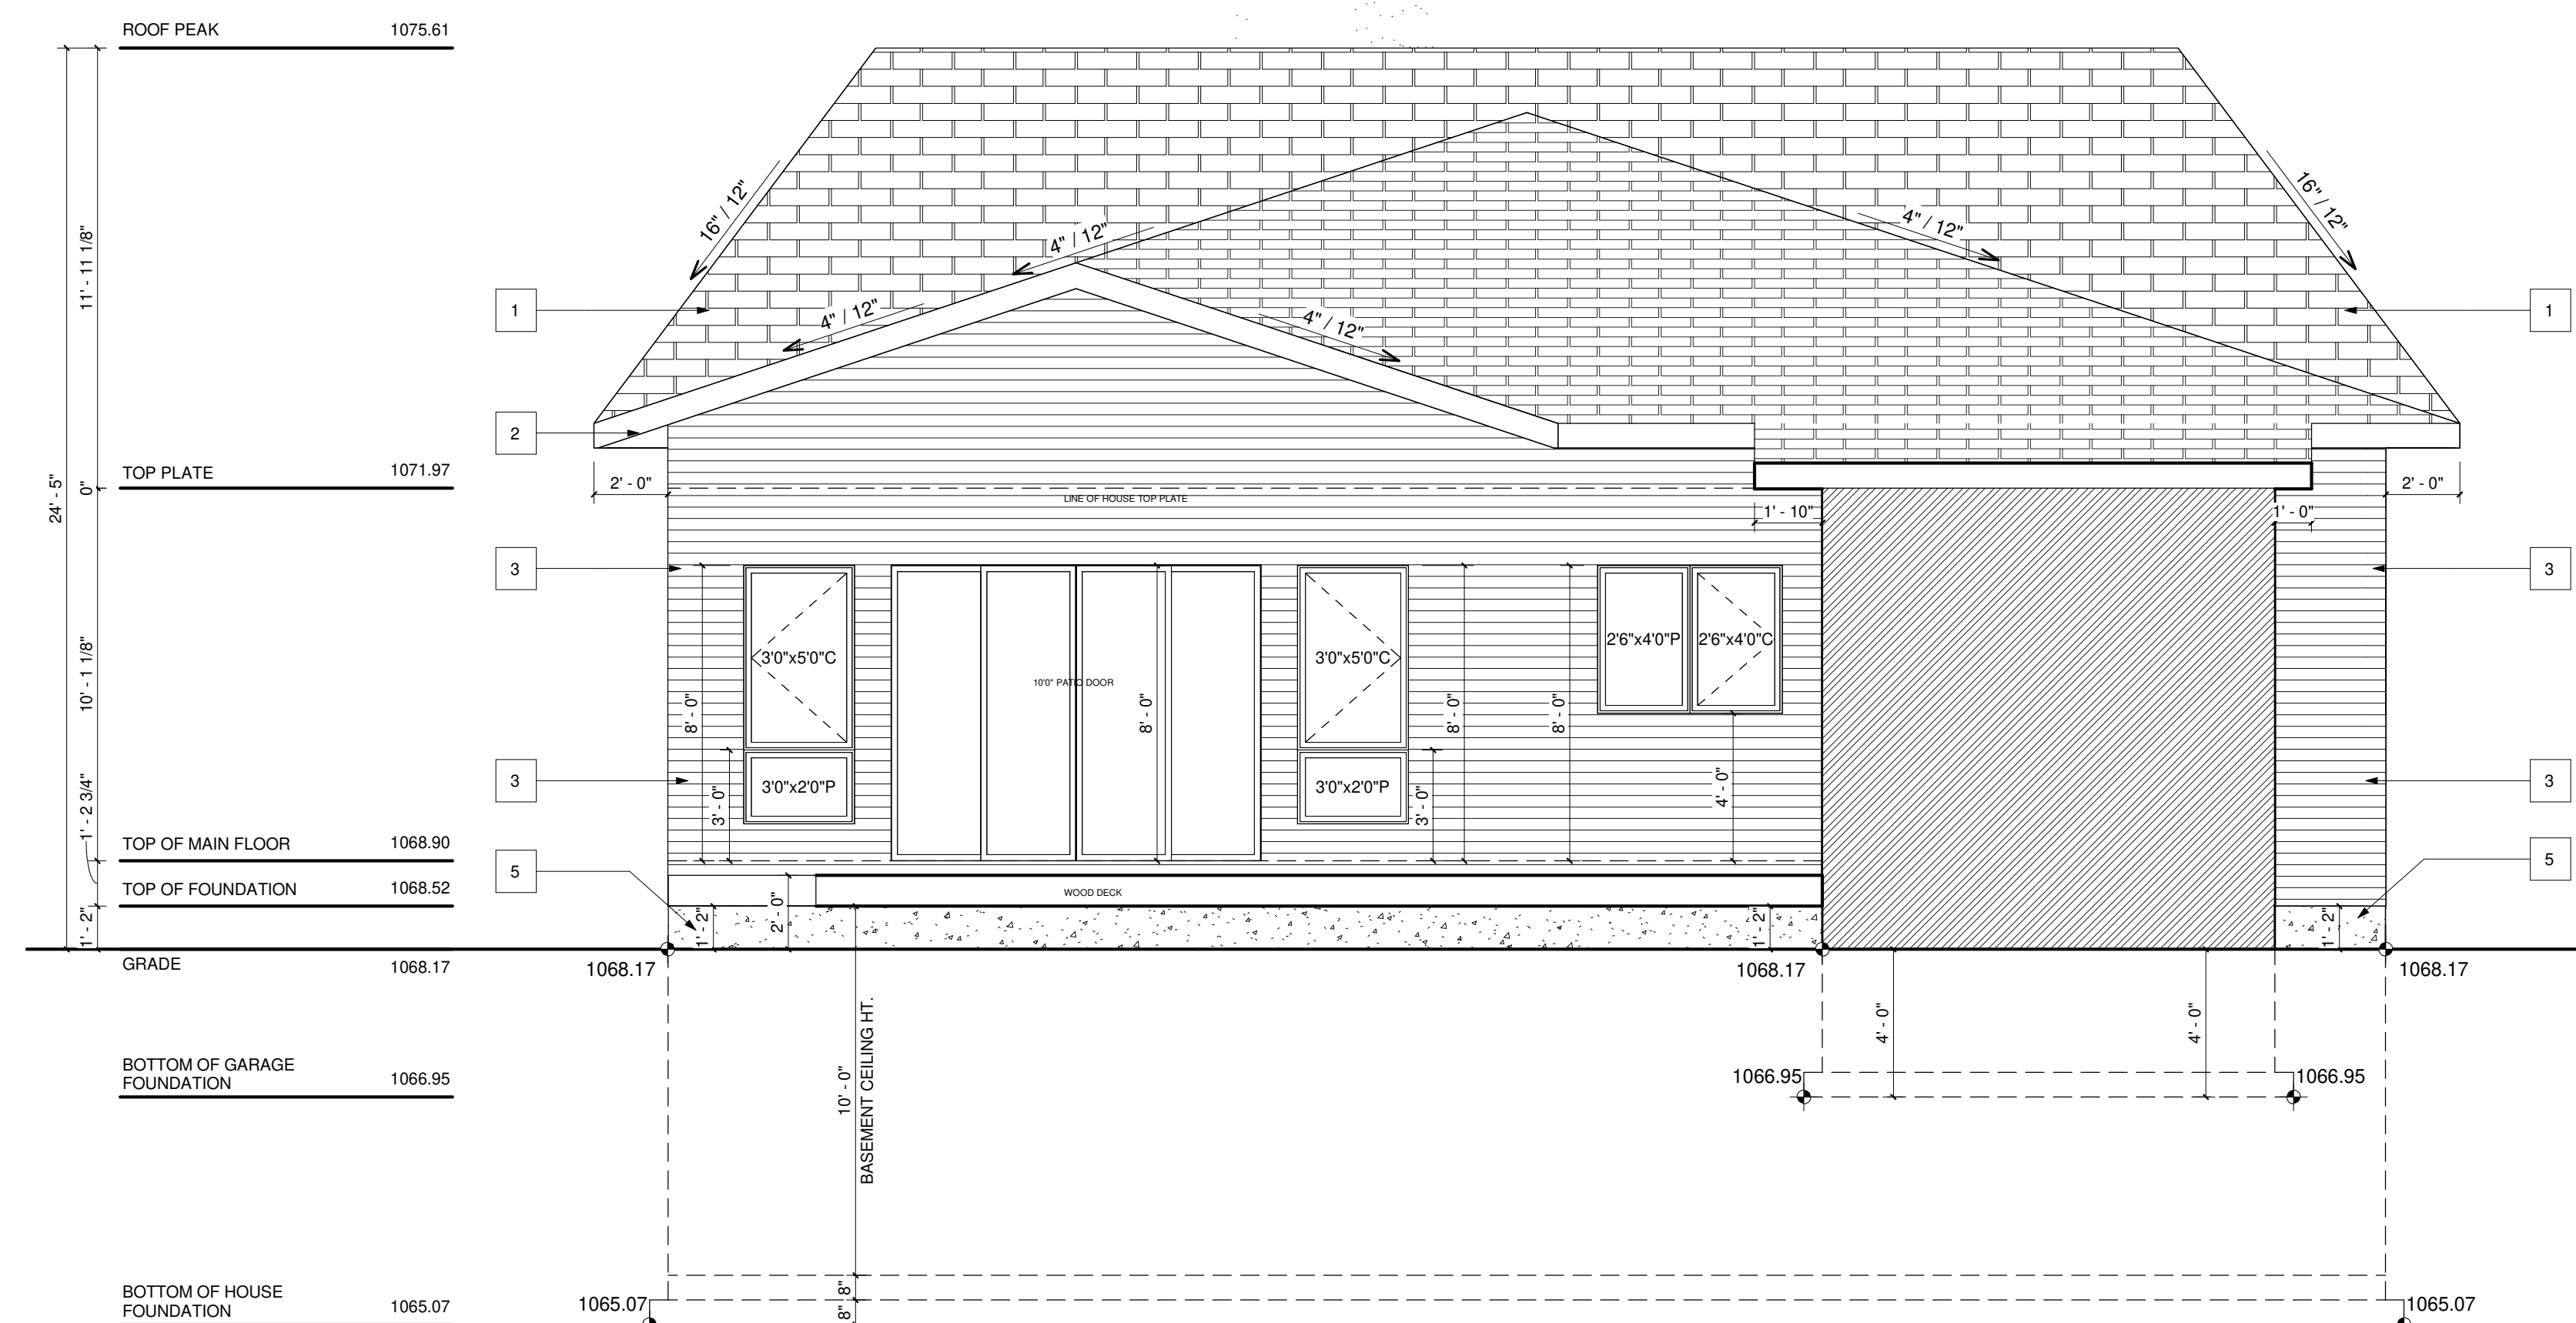 ROOF PEAK 1075.61
24' - 5"
11' - 11 1/8"
0"
10' - 1 1/8"
1' - 2 3/4"
1' - 2"
TOP PLATE 1071.97
TOP OF MAIN FLOOR 1068.90
TOP OF FOUNDATION 1068.52
GRADE 1068.17
BOTTOM OF GARAGE
FOUNDATION 1066.95
BOTTOM OF HOUSE
FOUNDATION 1065.07
1
2
3
3
5
16" / 12"
4" / 12"
4" / 12"
4" / 12"
4" / 12"
16" / 12"
1
3
3
5
2' - 0"
LINE OF HOUSE TOP PLATE
1' - 10"
1' - 0"
2' - 0"
3'0"x5'0"C
3'0"x2'0"P
8' - 0"
3' - 0"
10'0" PATIO DOOR
8' - 0"
3'0"x5'0"C
3'0"x2'0"P
3' - 0"
8' - 0"
8' - 0"
2'6"x4'0"P
2'6"x4'0"C
4' - 0"
WOOD DECK
1' - 2"
2' - 0"
1' - 2"
1' - 2"
1068.17
1068.17
1068.17
10' - 0"
BASEMENT CEILING HT.
4' - 0"
4' - 0"
1066.95
1066.95
8"
8"
1065.07
1065.07